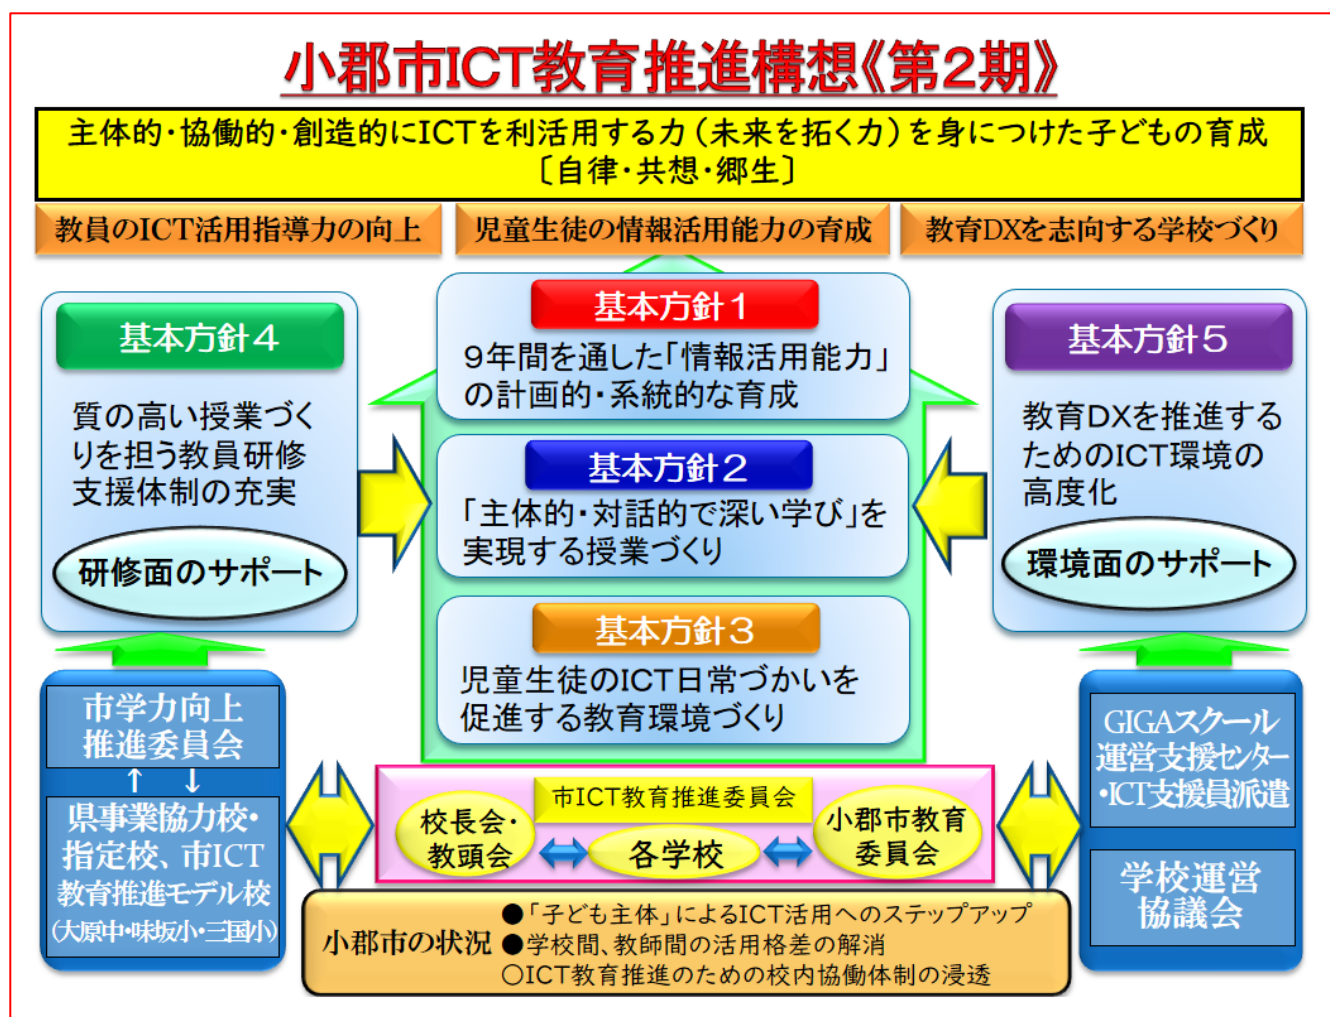 小郡市ICT教育推進構想《第2期》
主体的・協働的・創造的にICTを利活用する力（未来を拓く力）を身につけた子どもの育成
〔自律・共想・郷生〕
教員のICT活用指導力の向上
児童生徒の情報活用能力の育成
教育DXを志向する学校づくり
基本方針4
質の高い授業づく
りを担う教員研修
支援体制の充実
研修面のサポート
基本方針1
9年間を通した「情報活用能力」
の計画的・系統的な育成
基本方針2
「主体的・対話的で深い学び」を
実現する授業づくり
基本方針3
児童生徒のICT日常づかいを
促進する教育環境づくり
基本方針5
教育DXを推進する
ためのICT環境の
高度化
環境面のサポート
市学力向上
推進委員会
↑ ↓
県事業協力校・
指定校、市ICT
教育推進モデル校
(大原中・味坂小・三国小)
市ICT教育推進委員会
校長会・
教頭会
各学校
小郡市教育
委員会
GIGAスクール
運営支援センター
・ICT支援員派遣
学校運営
協議会
小郡市の状況
●「子ども主体」によるICT活用へのステップアップ
●学校間、教師間の活用格差の解消
○ICT教育推進のための校内協働体制の浸透